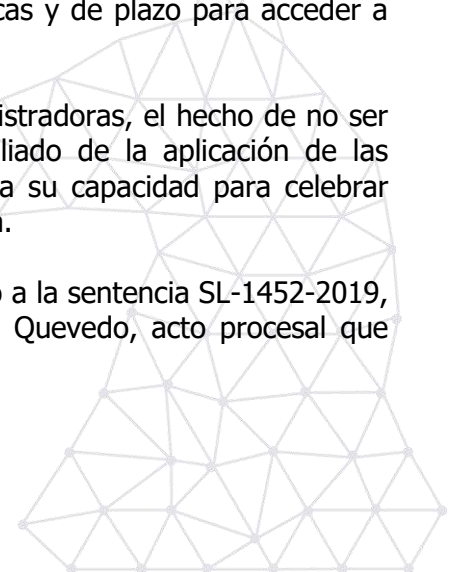 cas y de plazo para acceder a
istradoras, el hecho de no ser
liado de la aplicación de las
a su capacidad para celebrar
.
o a la sentencia SL-1452-2019,
Quevedo, acto procesal que